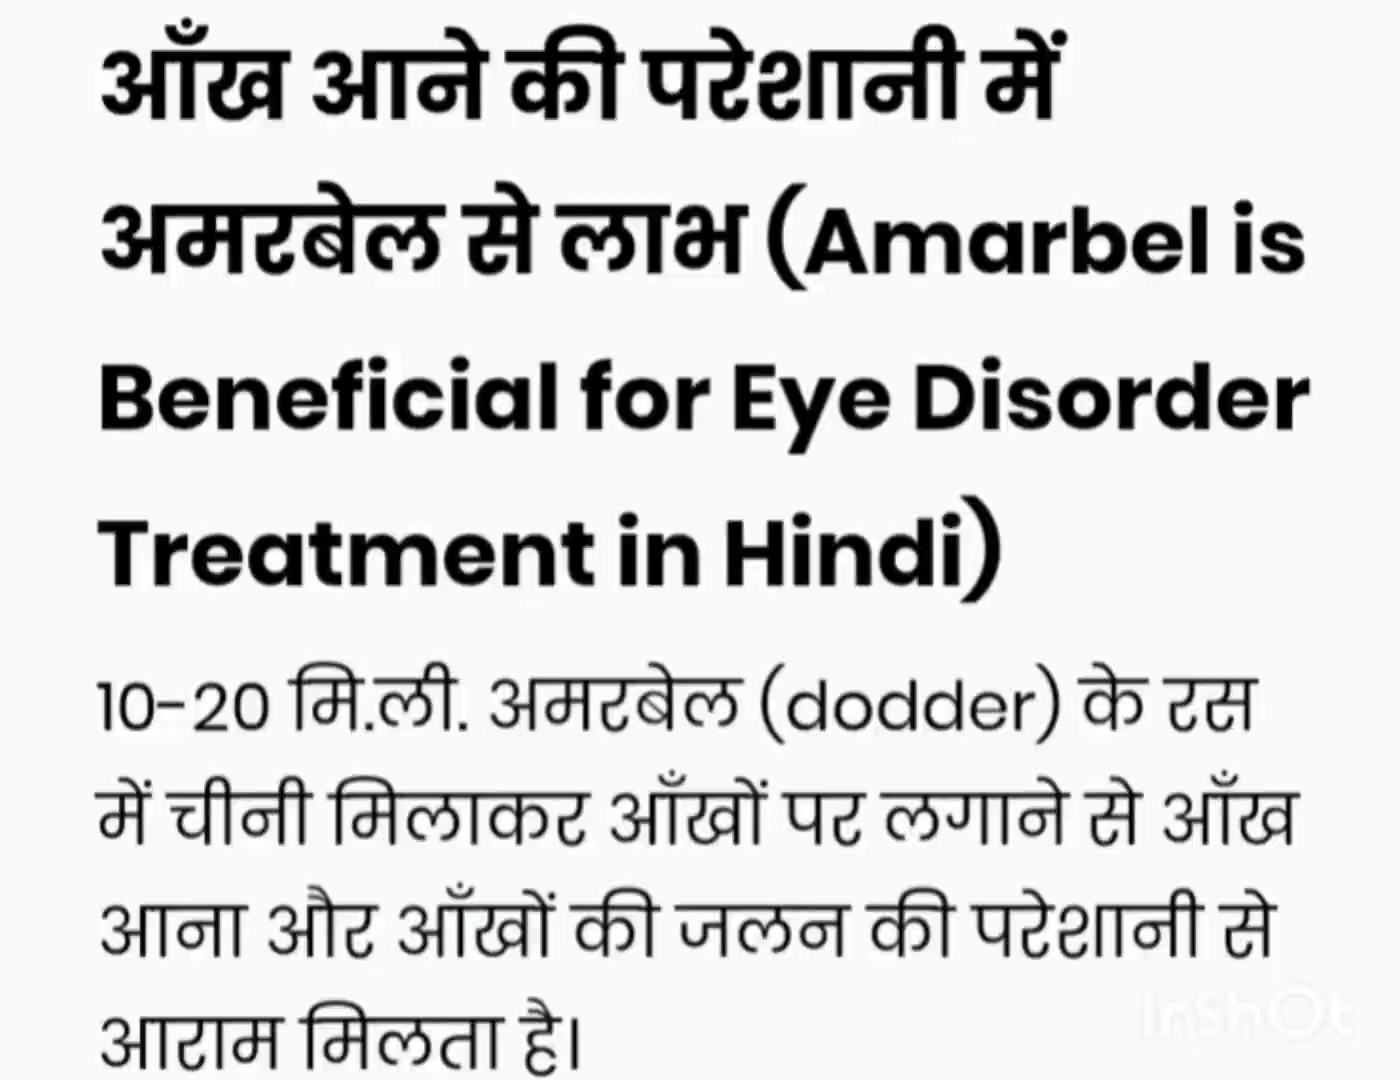 आँख आने की परेशानी में
अमरबेल से लाभ (Amarbel is
Beneficial for Eye Disorder
Treatment in Hindi)
10-20 मि.ली. अमरबेल (dodder) के रस
में चीनी मिलाकर आँखों पर लगाने से आँख
आना और आँखों की जलन की परेशानी से
आराम मिलता है।
InshOt